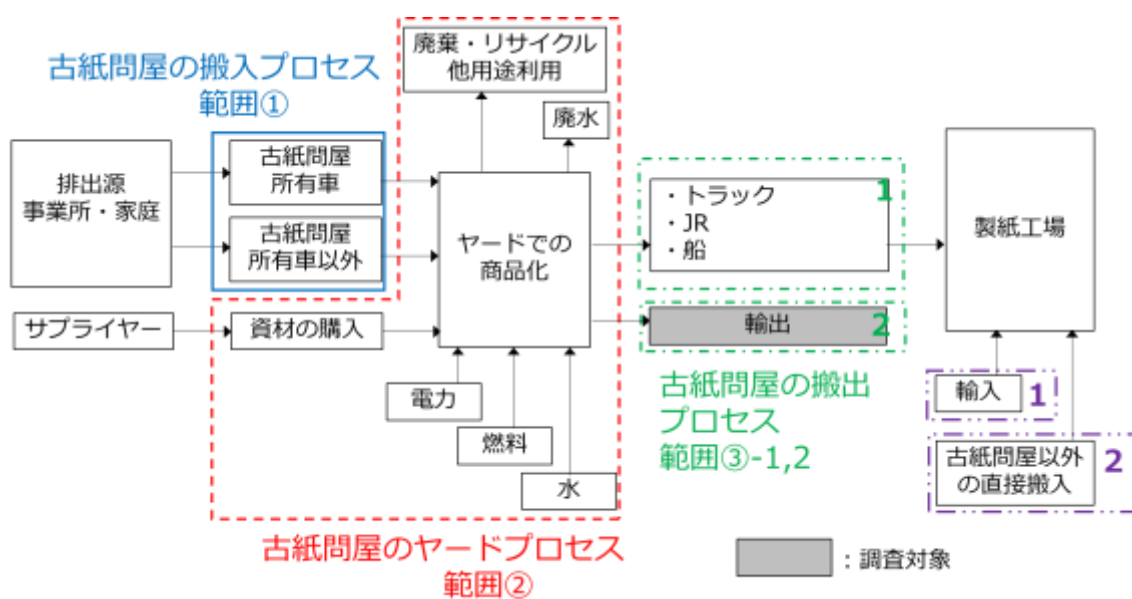 古紙問屋の搬入プロセス
範囲①
廃棄・リサイクル
他用途利用
廃水
排出源
事業所・家庭
古紙問屋
所有車
古紙問屋
所有車以外
ヤードでの
商品化
・トラック
・JR
・船
1
製紙工場
サプライヤー
資材の購入
輸出
2
電力
燃料
水
古紙問屋の搬出
プロセス
範囲③-1,2
輸入
1
古紙問屋以外
の直接搬入
2
古紙問屋のヤードプロセス
範囲②
:調査対象